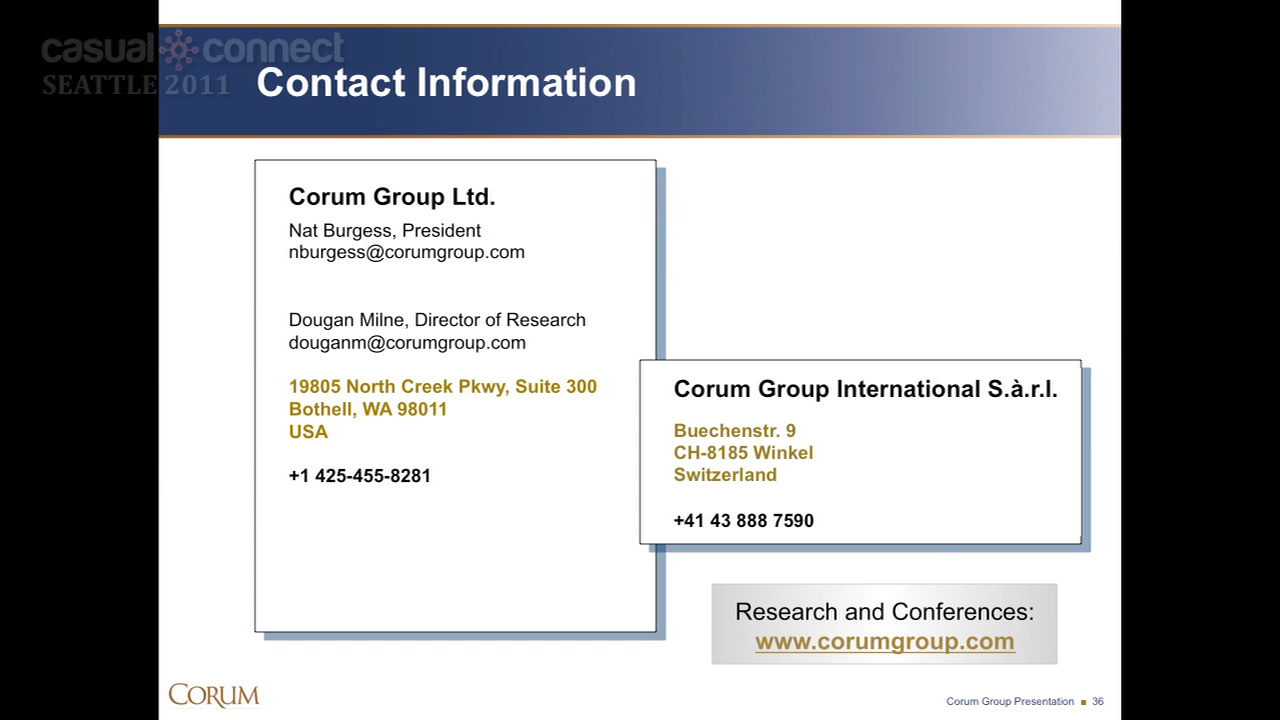 casual connect
SEATTLE 2011
Contact Information
Corum Group Ltd.
Nat Burgess, President
nburgess@corumgroup.com
Dougan Milne, Director of Research
douganm@corumgroup.com
19805 North Creek Pkwy, Suite 300
Bothell, WA 98011
USA
+1 425-455-8281
Corum Group International S.à.r.l.
Buechenstr. 9
CH-8185 Winkel
Switzerland
+41 43 888 7590
Research and Conferences:
www.corumgroup.com
CORUM
Corum Group Presentation ■ 36